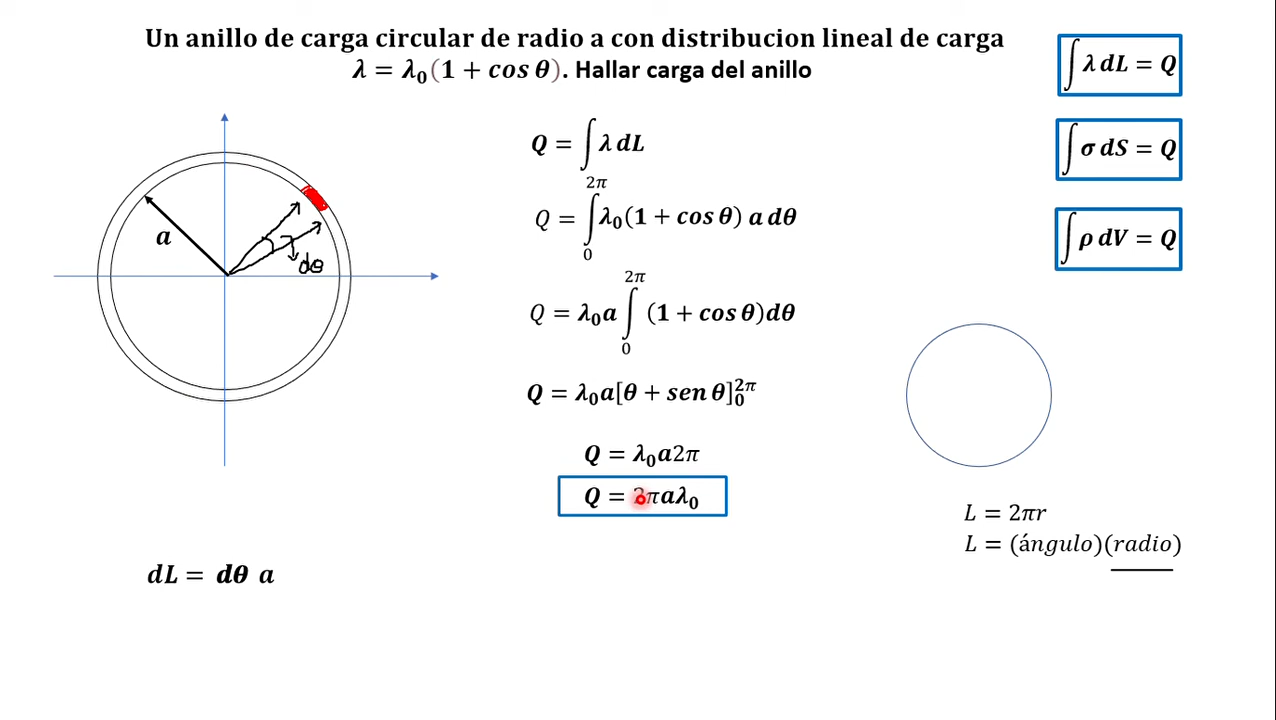 Un anillo de carga circular de radio a con distribucion lineal de carga
λ = λ₀(1 + cos θ). Hallar carga del anillo
∫ λ dL = Q
∫ σ dS = Q
∫ ρ dV = Q
a
dθ
dL = dθ a
Q = ∫ λ dL
Q = ∫₀^2π λ₀(1 + cos θ) a dθ
Q = λ₀a ∫₀^2π (1 + cos θ)dθ
Q = λ₀a[θ + sen θ]₀^2π
Q = λ₀a2π
Q = 2πaλ₀
L = 2πr
L = (ángulo)(radio)